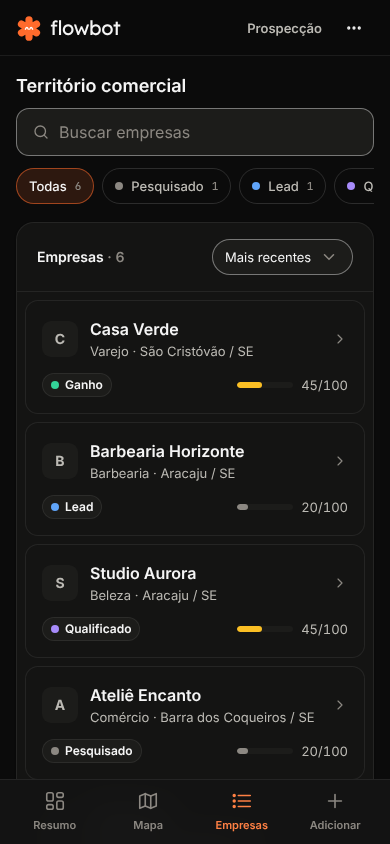 flowbot
Prospecção
Território comercial
Buscar empresas
Todas 6
Pesquisado 1
Lead 1
Q
Empresas · 6
Mais recentes
C
Casa Verde
Varejo · São Cristóvão / SE
Ganho
45/100
B
Barbearia Horizonte
Barbearia · Aracaju / SE
Lead
20/100
S
Studio Aurora
Beleza · Aracaju / SE
Qualificado
45/100
A
Ateliê Encanto
Comércio · Barra dos Coqueiros / SE
Pesquisado
20/100
Resumo
Mapa
Empresas
Adicionar